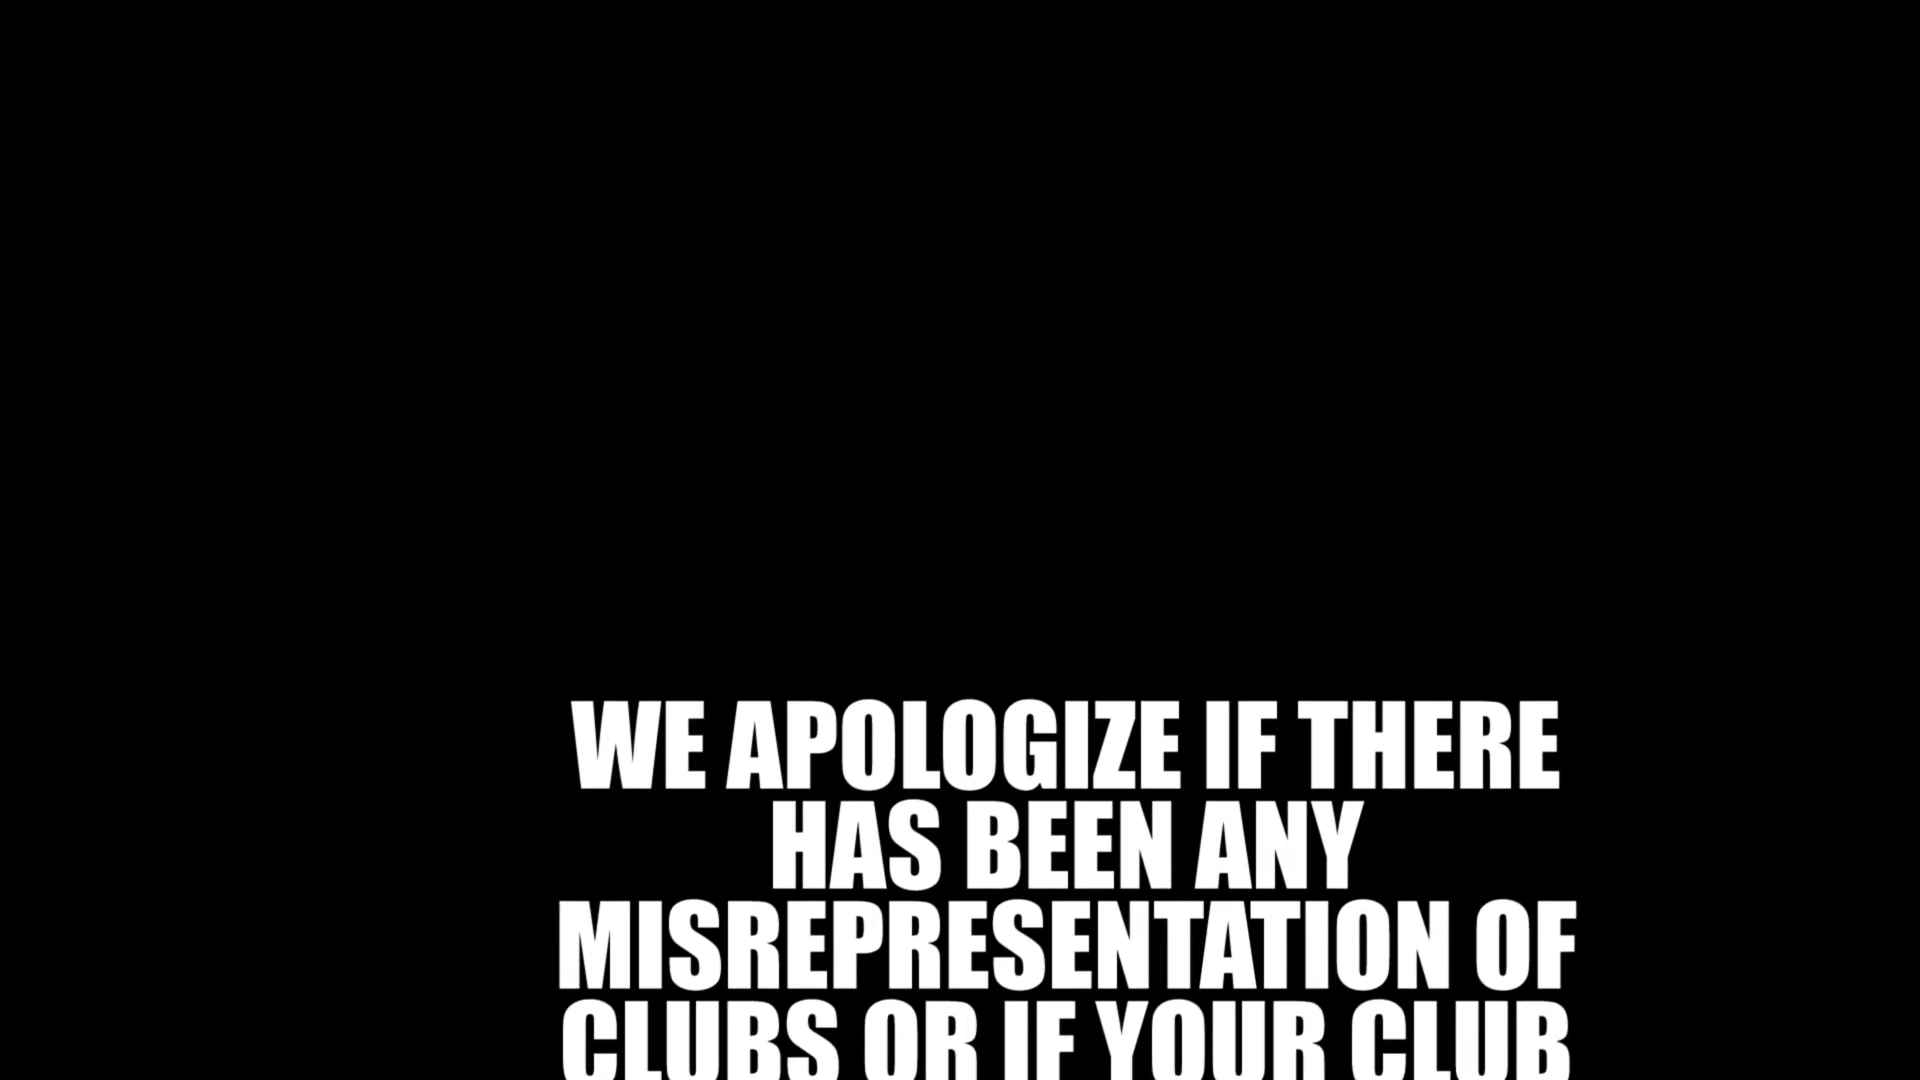 WE APOLOGIZE IF THERE
HAS BEEN ANY
MISREPRESENTATION OF
CLUBS OR IF YOUR CLUB